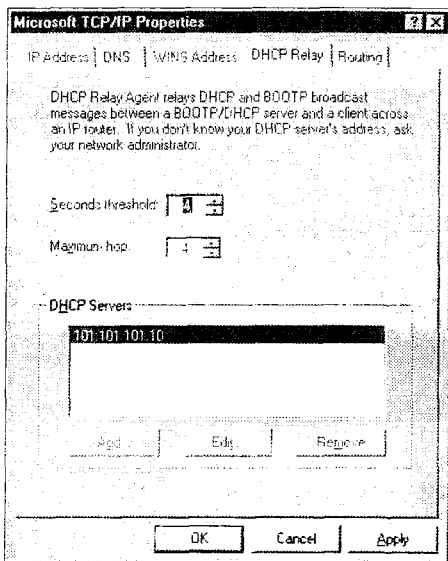 Microsoft TCP/IP Properties
IP Address DNS WINS Address DHCP Relay Routing
DHCP Relay Agent relays DHCP and BOOTP broadcast
messages between a BOOTP/DHCP server and a client across
an IP router. If you don't know your DHCP server's address, ask
your network administrator.
Seconds threshold: 4
Maximum hop: 4
DHCP Servers
101.101.101.10
Add... Edit... Remove
OK Cancel Apply